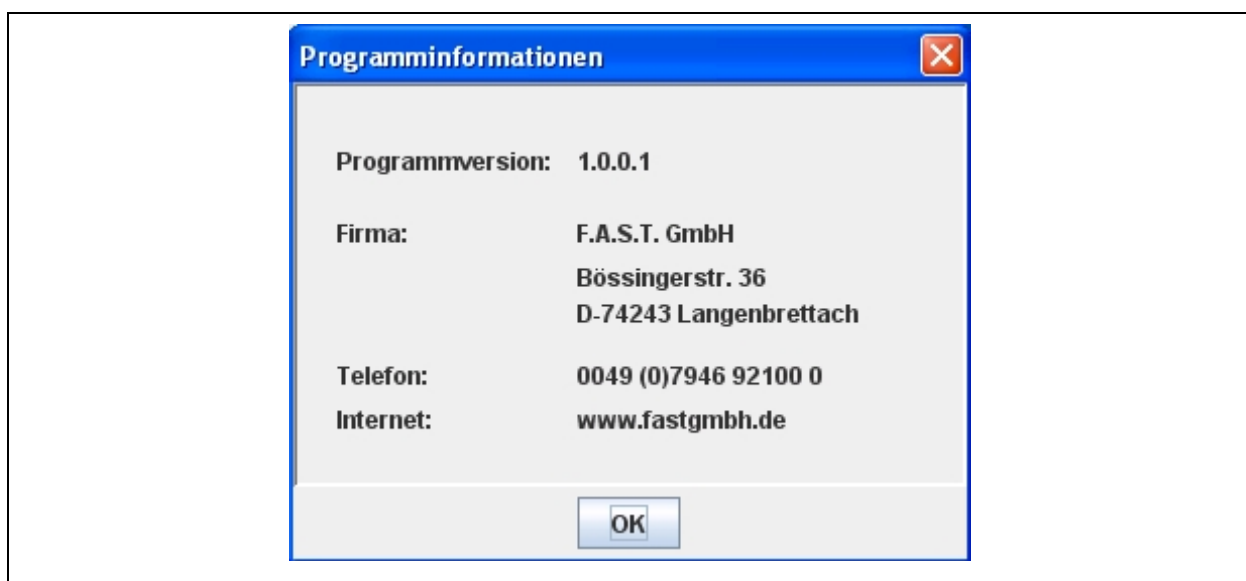 Programminformationen
Programmversion: 1.0.0.1
Firma: F.A.S.T. GmbH
Bössingerstr. 36
D-74243 Langenbrettach
Telefon: 0049 (0)7946 92100 0
Internet: www.fastgmbh.de
OK